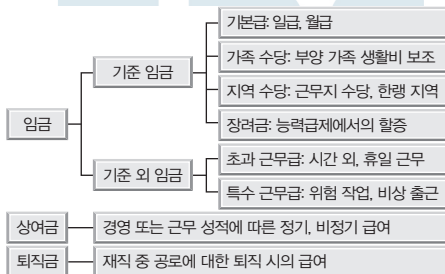 기본급: 일급, 월급
가족 수당: 부양 가족 생활비 보조
기준 임금
지역 수당: 근무지 수당, 한랭 지역
장려금: 능력급제에서의 할증
임금
초과 근무급: 시간 외, 휴일 근무
기준 외 임금
특수 근무급: 위험 작업, 비상 출근
상여금
경영 또는 근무 성적에 따른 정기, 비정기 급여
퇴직금
재직 중 공로에 대한 퇴직 시의 급여